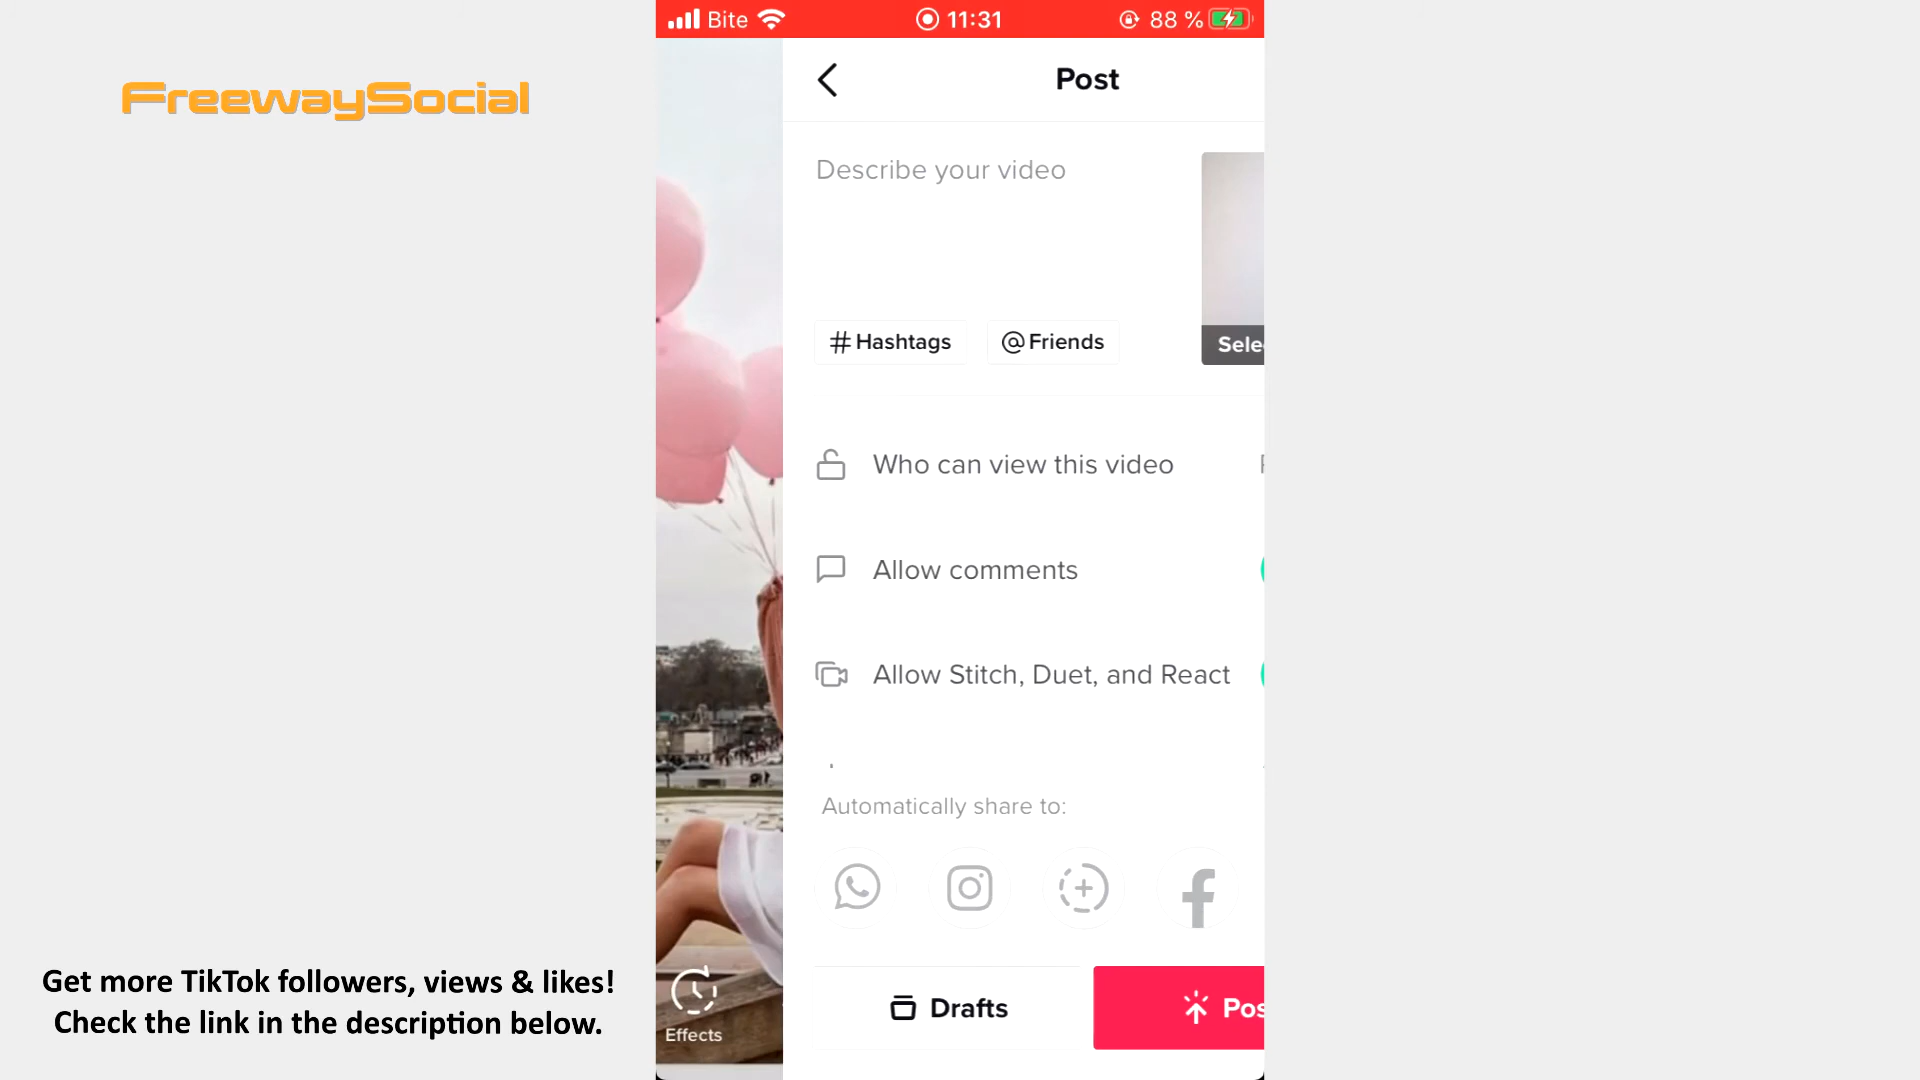 Bite 11:31 88 %
FreewaySocial
Post
Describe your video
#Hashtags @Friends
Sele
Who can view this video
Allow comments
Allow Stitch, Duet, and React
Automatically share to:
Effects
Drafts
Pos
Get more TikTok followers, views & likes!
Check the link in the description below.